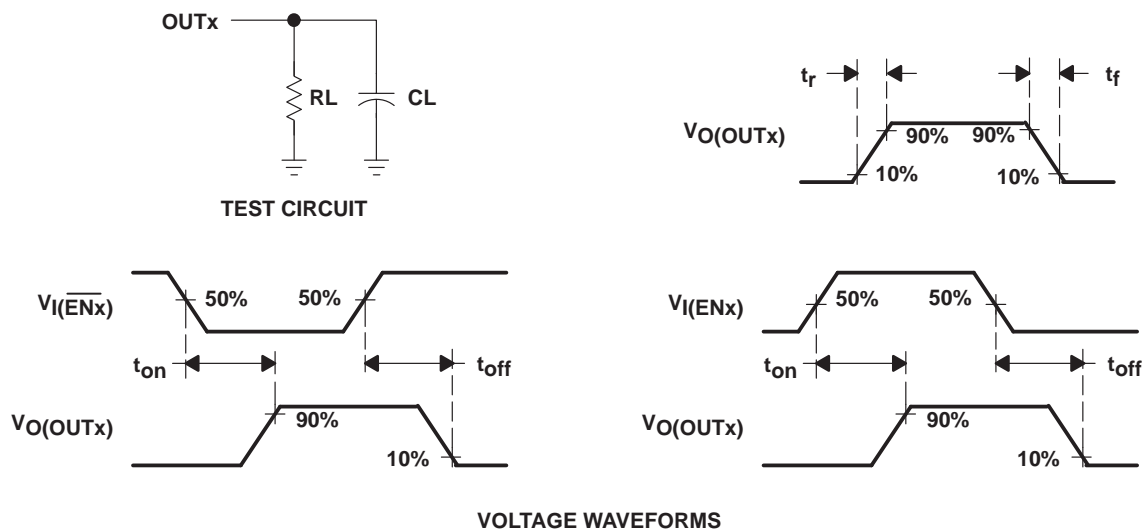 OUTx
RL
CL
TEST CIRCUIT
tr
tf
VO(OUTx)
90%
90%
10%
10%
VI(E̅N̅x̅)
50%
50%
ton
toff
VO(OUTx)
90%
10%
VI(ENx)
50%
50%
ton
toff
VO(OUTx)
90%
10%
VOLTAGE WAVEFORMS